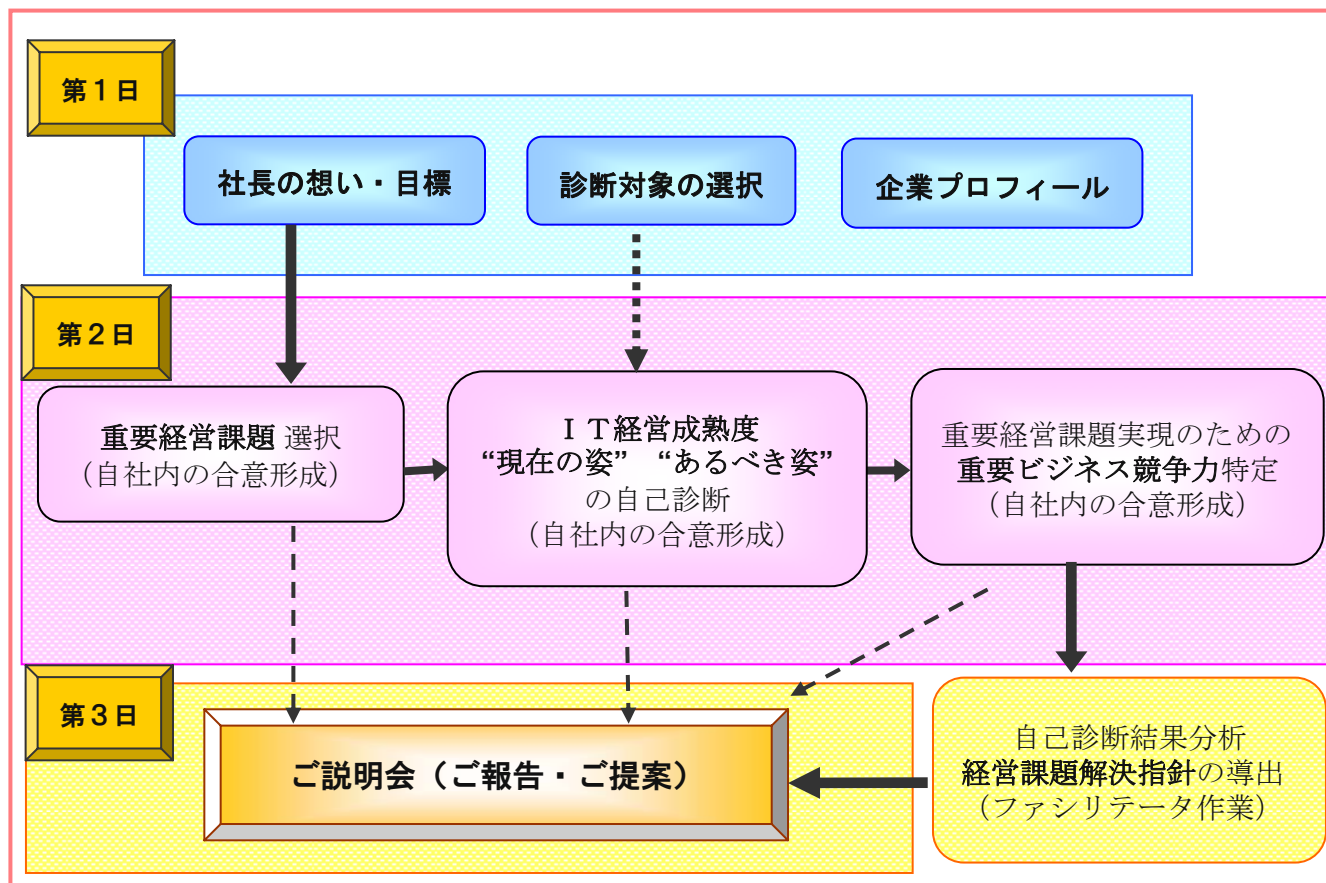 第１日
社長の想い・目標
診断対象の選択
企業プロフィール
第２日
重要経営課題 選択
（自社内の合意形成）
ＩＴ経営成熟度
“現在の姿” “あるべき姿”
の自己診断
（自社内の合意形成）
重要経営課題実現のための
重要ビジネス競争力特定
（自社内の合意形成）
第３日
ご説明会（ご報告・ご提案）
自己診断結果分析
経営課題解決指針の導出
（ファシリテータ作業）